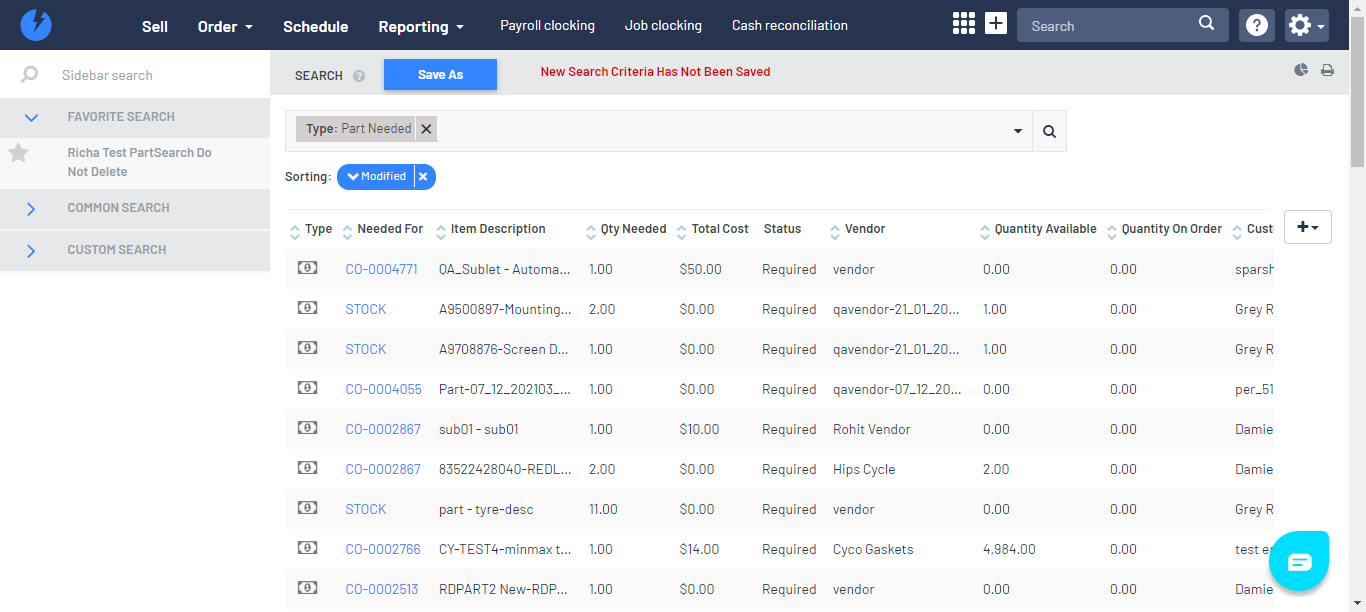 Sell Order Schedule Reporting Payroll clocking Job clocking Cash reconciliation Search
Sidebar search
FAVORITE SEARCH
Richa Test PartSearch Do
Not Delete
COMMON SEARCH
CUSTOM SEARCH
SEARCH Save As New Search Criteria Has Not Been Saved
Type: Part Needed
Sorting: Modified
Type Needed For Item Description Qty Needed Total Cost Status Vendor Quantity Available Quantity On Order Cust
CO-0004771 QA_Sublet - Automa... 1.00 $50.00 Required vendor 0.00 0.00 sparsh
STOCK A9500897-Mounting... 2.00 $0.00 Required qavendor-21_01_20... 1.00 0.00 Grey R
STOCK A9708876-Screen D... 1.00 $0.00 Required qavendor-21_01_20... 1.00 0.00 Grey R
CO-0004055 Part-07_12_202103_... 1.00 $0.00 Required qavendor-07_12_20... 0.00 0.00 per_51
CO-0002867 sub01 - sub01 1.00 $10.00 Required Rohit Vendor 0.00 0.00 Damie
CO-0002867 83522428040-REDL... 2.00 $0.00 Required Hips Cycle 2.00 0.00 Damie
STOCK part - tyre-desc 11.00 $0.00 Required vendor 0.00 0.00 Grey R
CO-0002766 CY-TEST4-minmax t... 1.00 $14.00 Required Cyco Gaskets 4,984.00 0.00 test e
CO-0002513 RDPART2 New-RDP... 1.00 $0.00 Required vendor 0.00 0.00 Damie